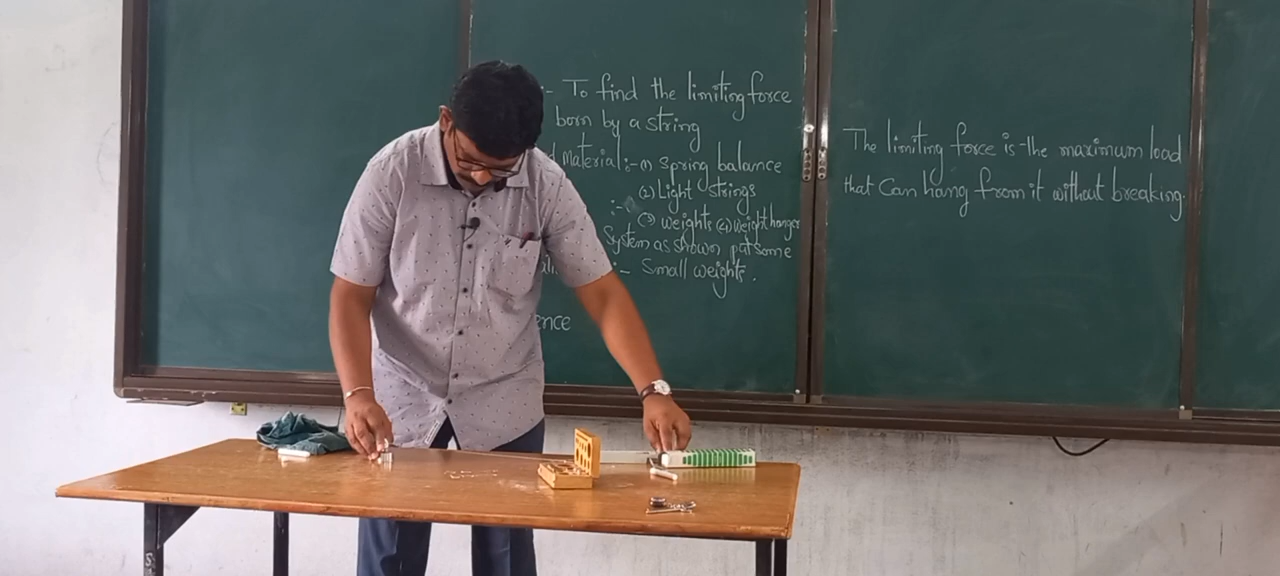 :- To find the limiting force
born by a string
d material :- (1) Spring balance
(2) Light strings
:-
(3) weights (4) weight hanger
System as shown, put some
:- Small weights.
ence
The limiting force is the maximum load
that Can hang from it without breaking.